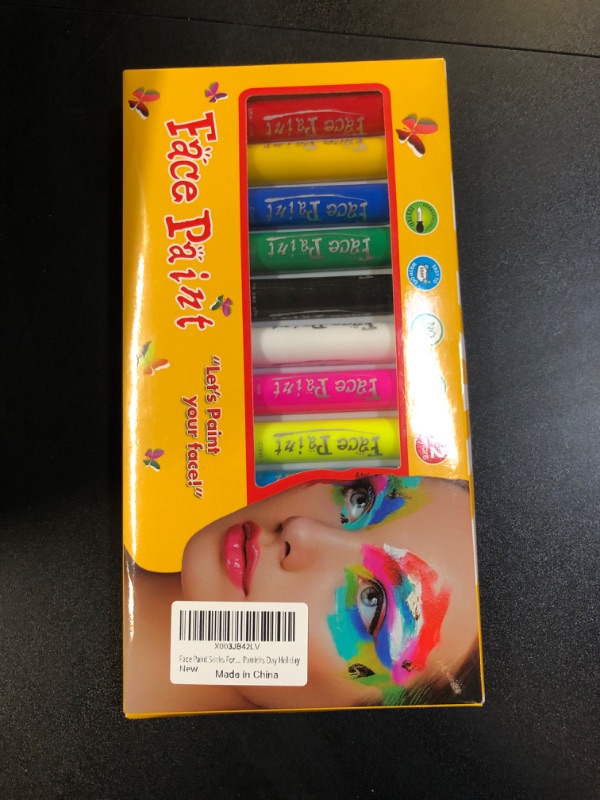 Face Paint
"Let's Paint
your face!"
Face Paint
Face Paint
Face Paint
Face Paint
Face Paint
NO
X003JB42LV
Face Paint Sticks For... Patricks Day Holiday
New
Made in China